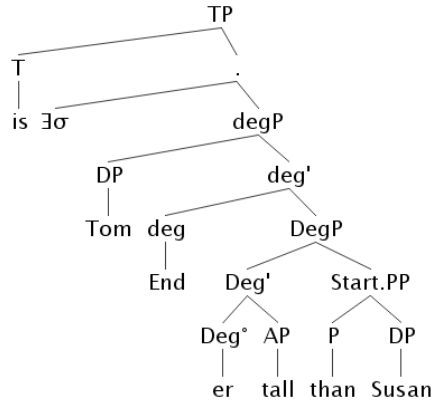 TP
T .
is ∃σ degP
DP deg'
Tom deg DegP
End Deg' Start.PP
Deg° AP P DP
er tall than Susan